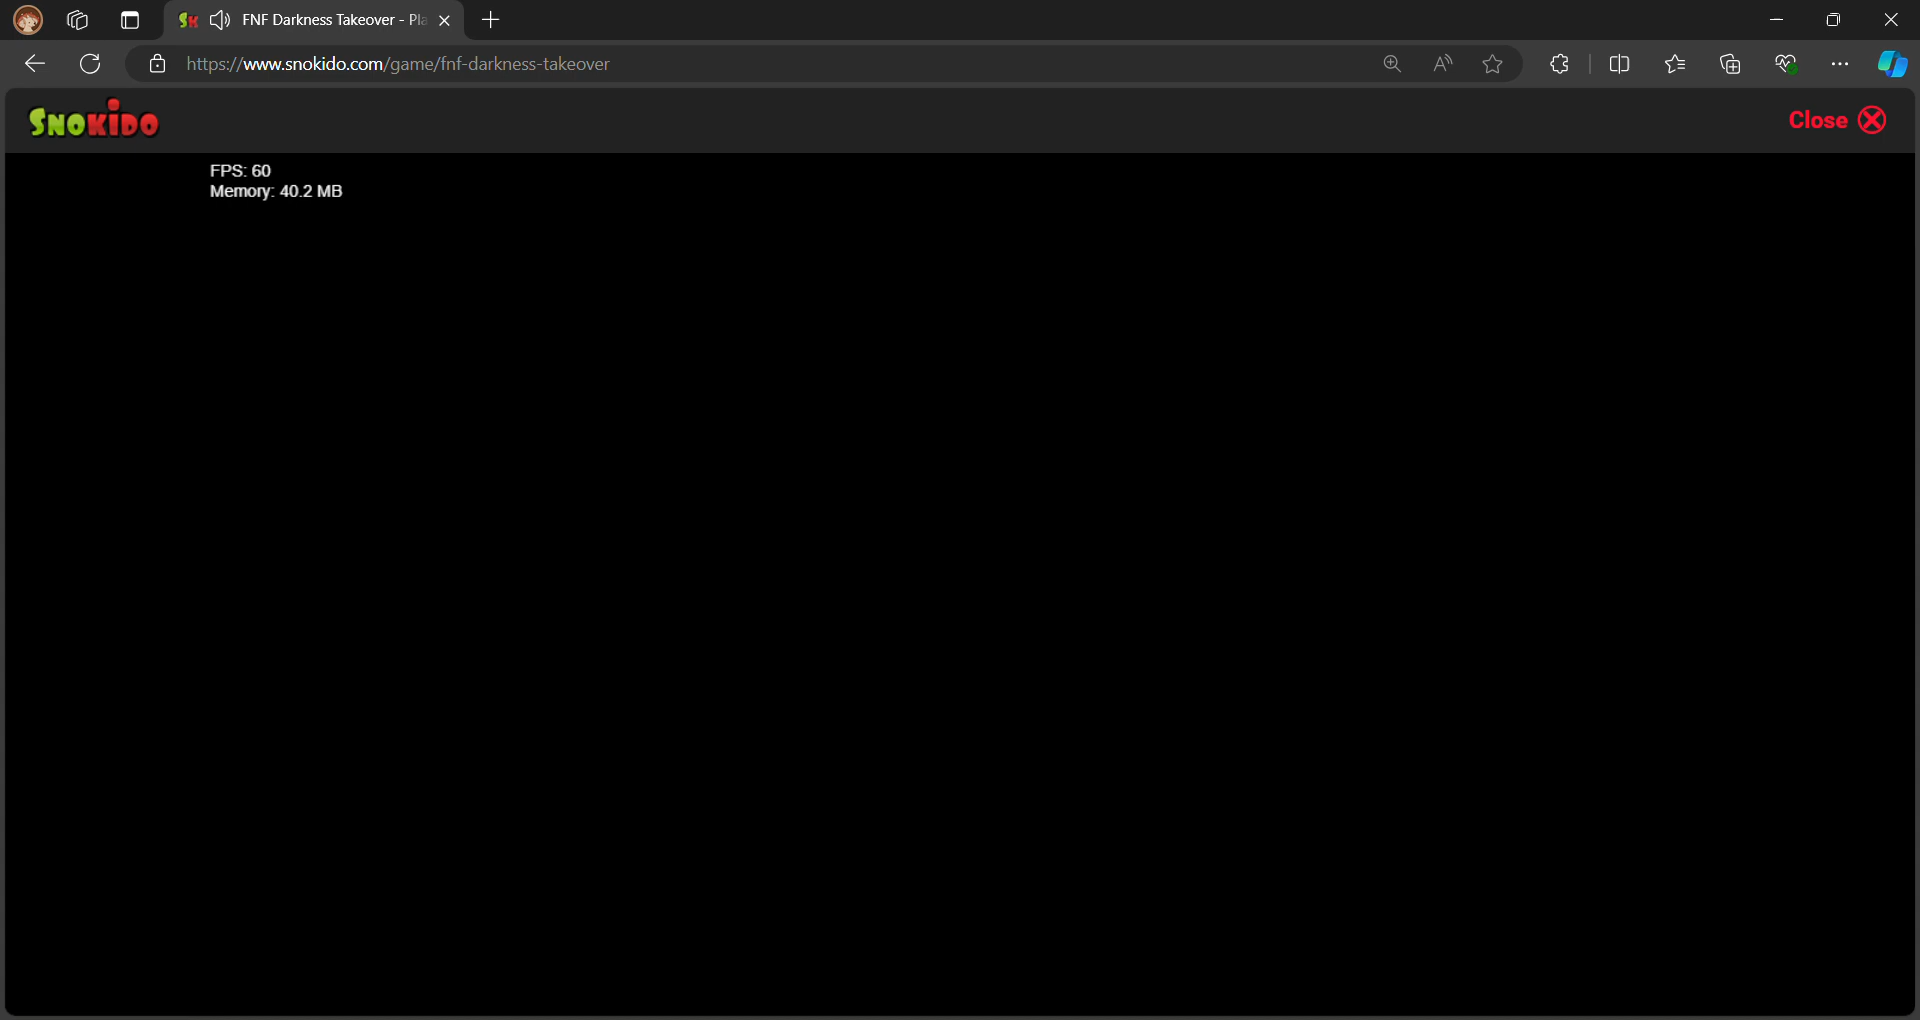 FNF Darkness Takeover - Pla
https://www.snokido.com/game/fnf-darkness-takeover
SNOKIDO
Close
FPS: 60
Memory: 40.2 MB